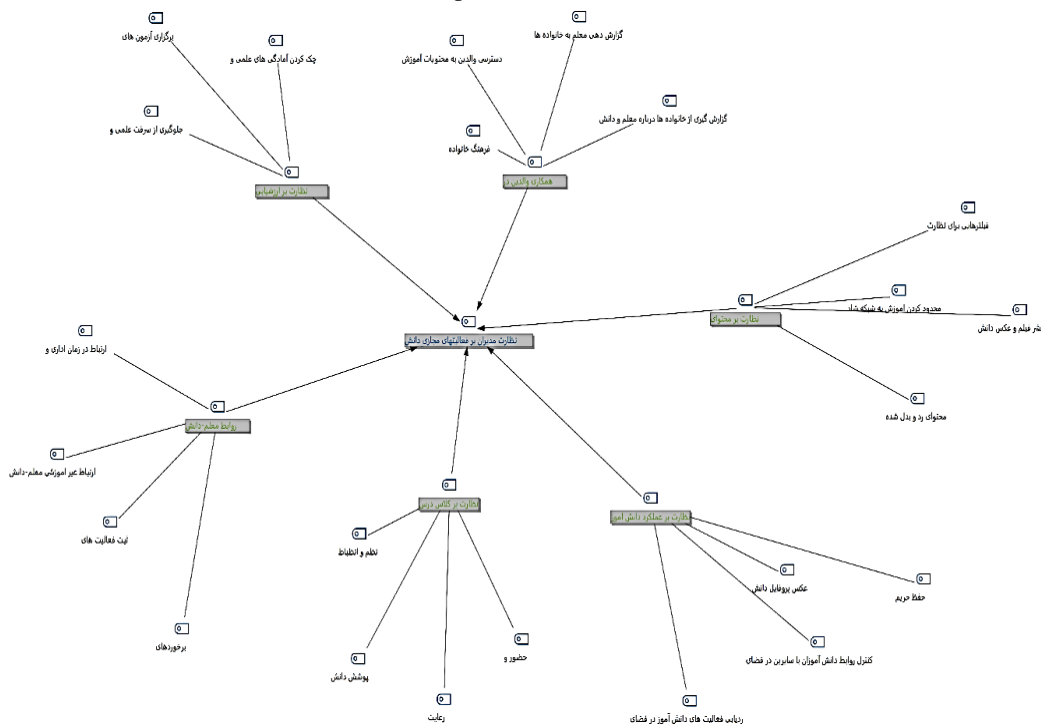 برگزاری آزمون های
چک کردن آمادگی های علمی و
جلوگیری از سرقت علمی و
نظارت بر ارزشیابی
گزارش دهی معلم به خانواده ها
دسترسی والدین به محتویات آموزش
گزارش گیری از خانواده ها درباره معلم و دانش
فرهنگ خانواده
همکاری والدین در
فیلترهایی برای نظارت
محدود کردن اموزش به شبکه شاد
نشر فیلم و عکس دانش
نظارت بر محتوای
محتوای رد و بدل شده
نظارت مدیران بر فعالیتهای مجازی دانش
ارتباط در زمان اداری و
روابط معلم-دانش
ارتباط غیر اموزشی معلم-دانش
ثبت فعالیت های
برخوردهای
نظارت بر کلاس درس
نظم و انظباط
پوشش دانش
رعایت
حضور و
نظارت بر عملکرد دانش آموز
عکس پروفایل دانش
حفظ حریم
کنترل روابط دانش آموزان با سایرین در فضای
ردیابی فعالیت های دانش آموز در فضای